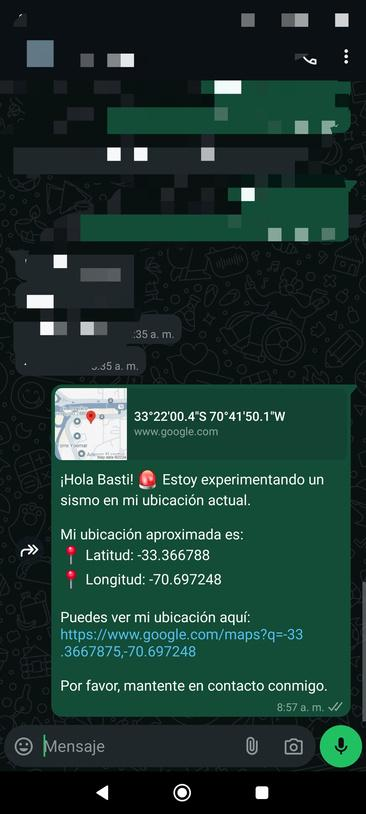 :35 a. m.
:35 a. m.
33°22'00.4"S 70°41'50.1"W
www.google.com
¡Hola Basti! 🚨 Estoy experimentando un
sismo en mi ubicación actual.
Mi ubicación aproximada es:
📍 Latitud: -33.366788
📍 Longitud: -70.697248
Puedes ver mi ubicación aquí:
https://www.google.com/maps?q=-33
.3667875,-70.697248
Por favor, mantente en contacto conmigo.
8:57 a. m.
Mensaje